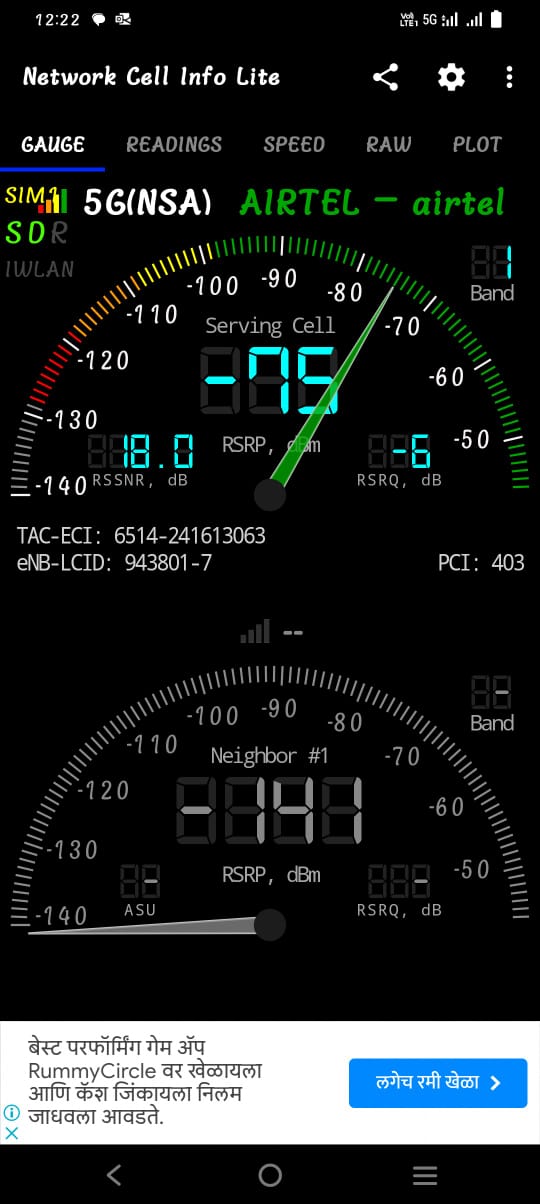 12:22 VoD LTE1 5G
Network Cell Info Lite
GAUGE READINGS SPEED RAW PLOT
SIM1 5G(NSA) AIRTEL – airtel
SDR
IWLAN
1
Band
-140 -130 -120 -110 -100 -90 -80 -70 -60 -50
Serving Cell
-75
RSRP, dBm
18.0
RSSNR, dB
-6
RSRQ, dB
TAC-ECI: 6514-241613063
eNB-LCID: 943801-7 PCI: 403
--
-
Band
-140 -130 -120 -110 -100 -90 -80 -70 -60 -50
Neighbor #1
-141
RSRP, dBm
-
ASU
-
RSRQ, dB
बेस्ट परफॉर्मिंग गेम ॲप
RummyCircle वर खेळायला
आणि कॅश जिंकायला निलम
जाधवला आवडते.
लगेच रमी खेळा